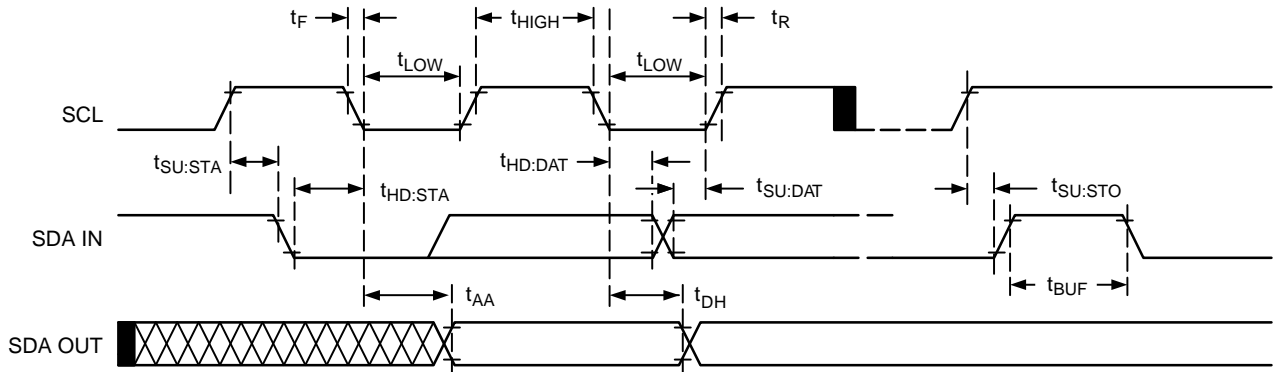 tF tHIGH tR
tLOW tLOW
SCL
tSU:STA tHD:DAT
tHD:STA tSU:DAT tSU:STO
SDA IN
tBUF
tAA tDH
SDA OUT